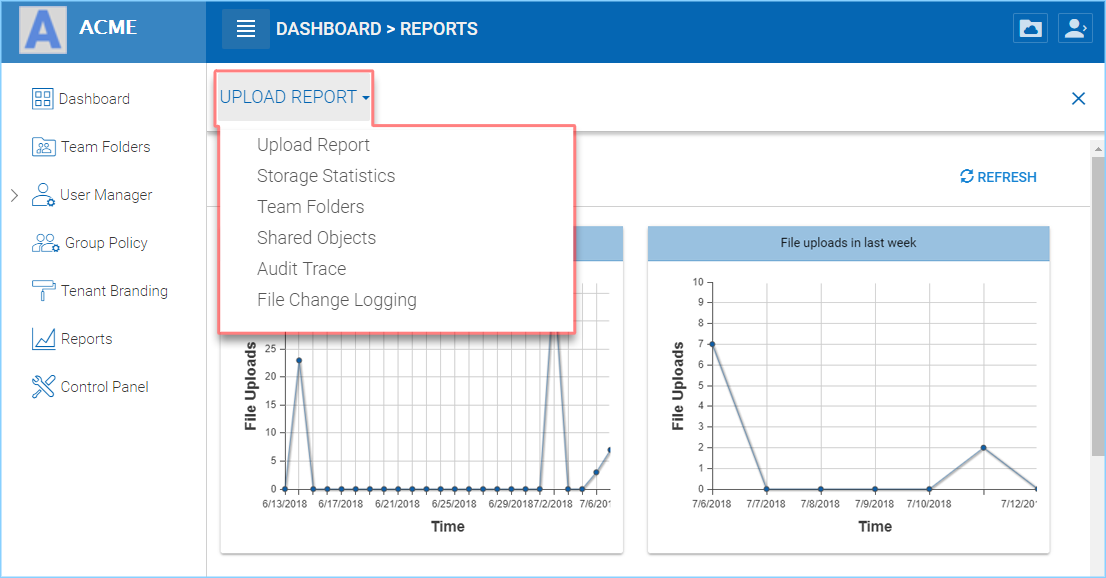 A ACME
DASHBOARD > REPORTS
Dashboard
Team Folders
User Manager
Group Policy
Tenant Branding
Reports
Control Panel
UPLOAD REPORT
Upload Report
Storage Statistics
Team Folders
Shared Objects
Audit Trace
File Change Logging
REFRESH
25
20
15
10
5
0
File Uploads
6/13/2018 6/17/2018 6/21/2018 6/25/2018 6/29/2018 7/2/2018 7/6/201
Time
File uploads in last week
10
9
8
7
6
5
4
3
2
1
0
File Uploads
7/6/2018 7/7/2018 7/8/2018 7/9/2018 7/10/2018 7/12/201
Time